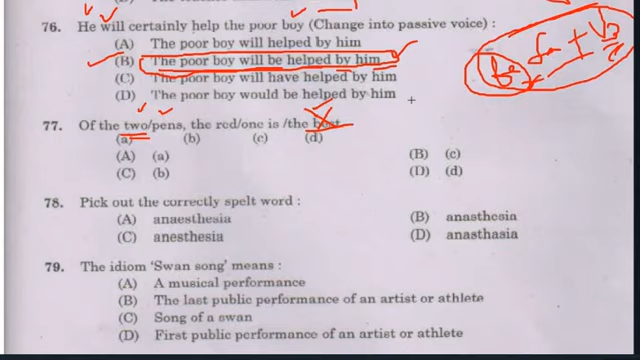 76. He will certainly help the poor boy (Change into passive voice) :
(A) The poor boy will helped by him
(B) The poor boy will be helped by him
(C) The poor boy will have helped by him
(D) The poor boy would be helped by him
77. Of the two/pens, the red/one is /the best
(a) (b) (c) (d)
(A) (a) (B) (c)
(C) (b) (D) (d)
78. Pick out the correctly spelt word :
(A) anaesthesia (B) anasthesia
(C) anesthesia (D) anasthasia
79. The idiom 'Swan song' means :
(A) A musical performance
(B) The last public performance of an artist or athlete
(C) Song of a swan
(D) First public performance of an artist or athlete